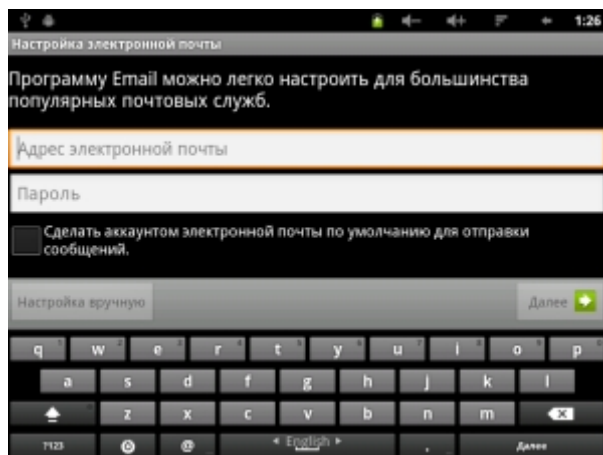 1:26
Настройка электронной почты
Программу Email можно легко настроить для большинства
популярных почтовых служб.
Адрес электронной почты
Пароль
Сделать аккаунтом электронной почты по умолчанию для отправки
сообщений.
Настройка вручную Далее
q w e r t y u i o p
a s d f g h j k l
z x c v b n m
?123 @ English . Далее